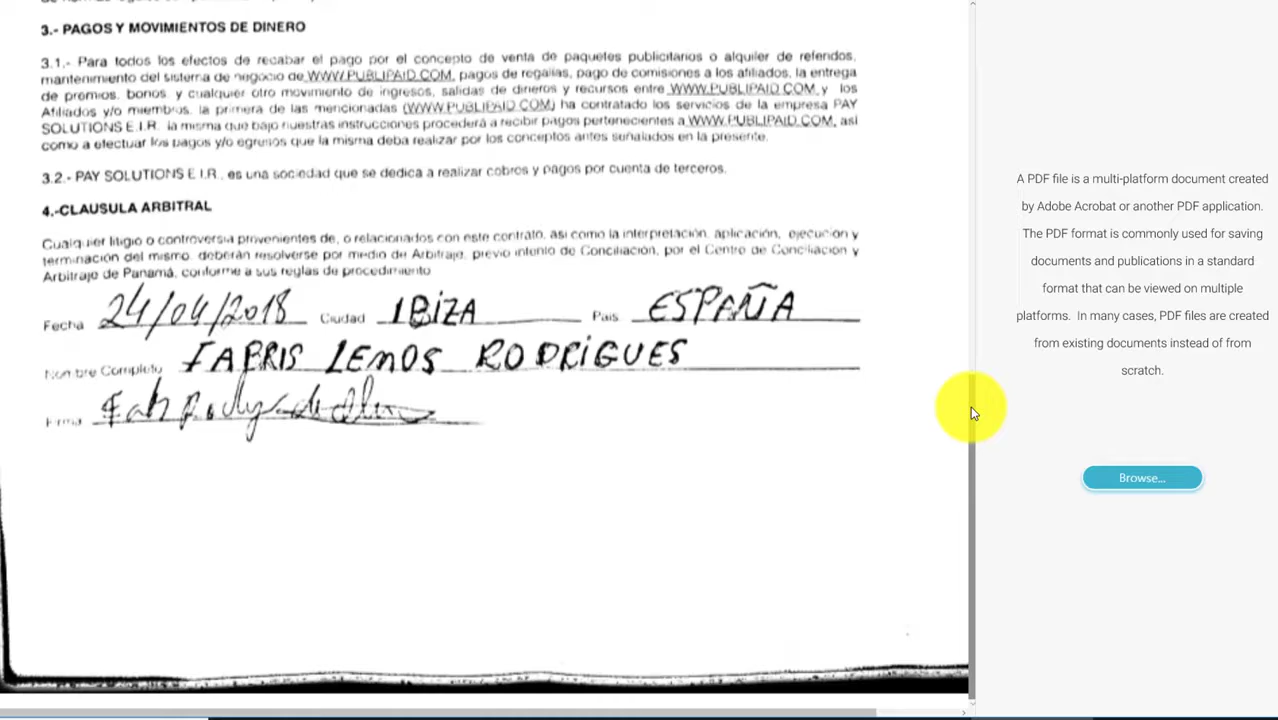 3.- PAGOS Y MOVIMIENTOS DE DINERO
3.1.- Para todos los efectos de recabar el pago por el concepto de venta de paquetes publicitarios o alquiler de referidos,
mantenimiento del sistema de negocio de WWW.PUBLIPAID.COM, pagos de regalías, pago de comisiones a los afiliados, la entrega
de premios, bonos, y cualquier otro movimiento de ingresos, salidas de dineros y recursos entre WWW.PUBLIPAID.COM y los
Afiliados y/o miembros, la primera de las mencionadas (WWW.PUBLIPAID.COM) ha contratado los servicios de la empresa PAY
SOLUTIONS E.I.R. la misma que bajo nuestras instrucciones procederá a recibir pagos pertenecientes a WWW.PUBLIPAID.COM, así
como a efectuar los pagos y/o egresos que la misma deba realizar por los conceptos antes señalados en la presente.
3.2.- PAY SOLUTIONS E.I.R., es una sociedad que se dedica a realizar cobros y pagos por cuenta de terceros.
4.-CLAUSULA ARBITRAL
Cualquier litigio o controversia provenientes de, o relacionados con este contrato, así como la interpretación, aplicación, ejecución y
terminación del mismo, deberán resolverse por medio de Arbitraje, previo intento de Conciliación, por el Centro de Conciliación y
Arbitraje de Panamá, conforme a sus reglas de procedimiento
Fecha 24/04/2018 Ciudad IBIZA Pais ESPAÑA
Nombre Completo FABRIS LEMOS RODRIGUES
Firma
A PDF file is a multi-platform document created
by Adobe Acrobat or another PDF application.
The PDF format is commonly used for saving
documents and publications in a standard
format that can be viewed on multiple
platforms. In many cases, PDF files are created
from existing documents instead of from
scratch.
Browse...